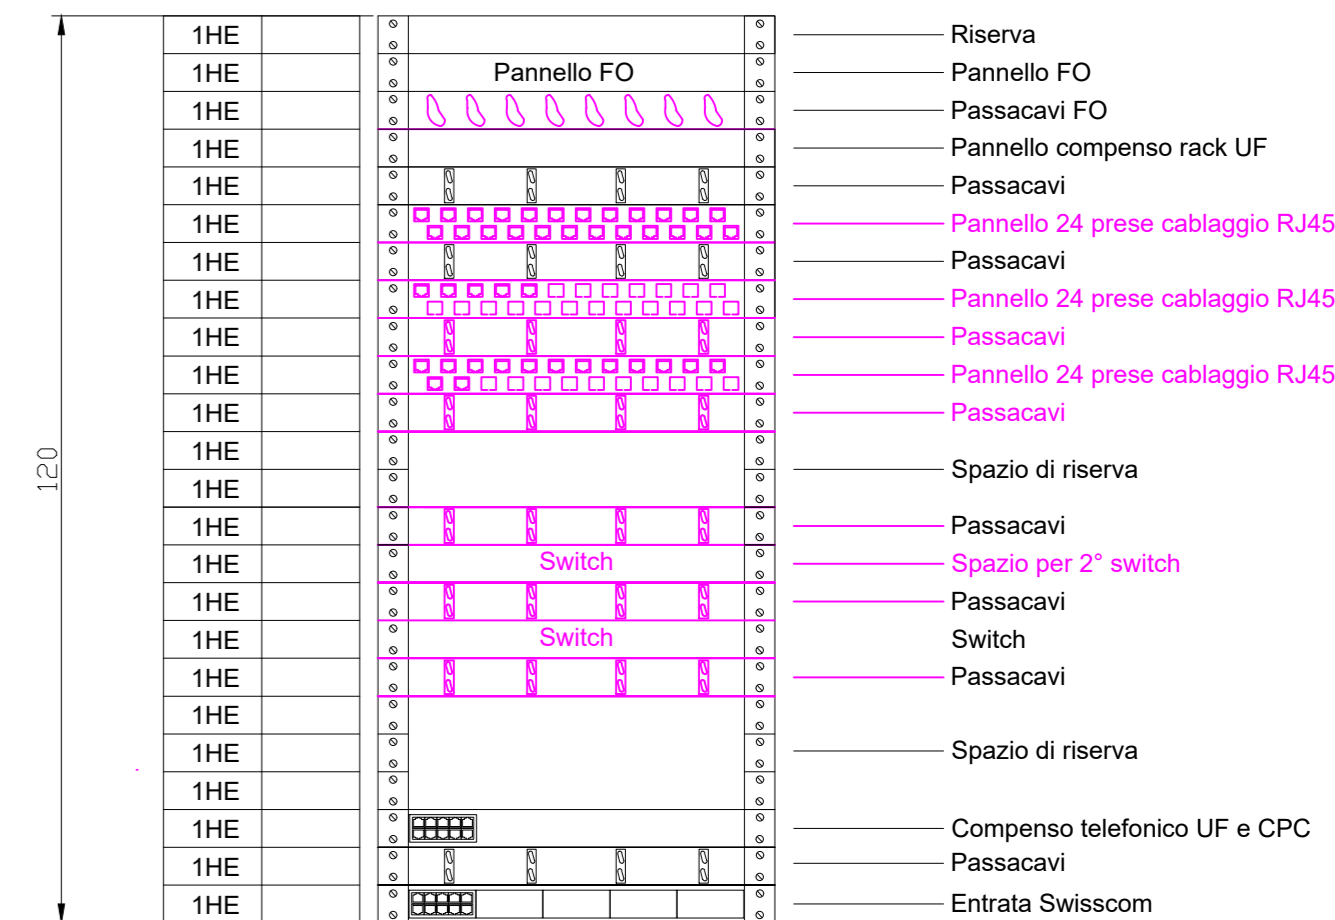 1HE Riserva
1HE Pannello FO Pannello FO
1HE Passacavi FO
1HE Pannello compenso rack UF
1HE Passacavi
1HE Pannello 24 prese cablaggio RJ45
1HE Passacavi
1HE Pannello 24 prese cablaggio RJ45
1HE Passacavi
1HE Pannello 24 prese cablaggio RJ45
1HE Passacavi
1HE
120
Spazio di riserva
1HE
1HE Passacavi
1HE Switch Spazio per 2° switch
1HE Passacavi
1HE Switch Switch
1HE Passacavi
1HE
1HE Spazio di riserva
1HE
1HE Compenso telefonico UF e CPC
1HE Passacavi
1HE Entrata Swisscom